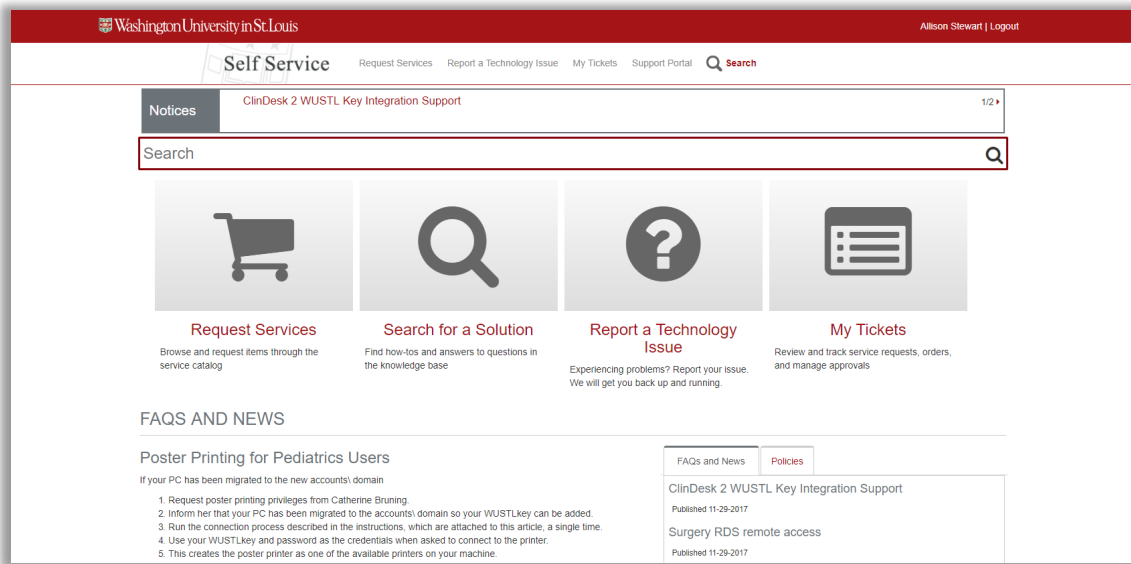 Washington University in St.Louis
Allison Stewart | Logout
Self Service
Request Services Report a Technology Issue My Tickets Support Portal Search
Notices
ClinDesk 2 WUSTL Key Integration Support
1/2
Search
Request Services
Browse and request items through the
service catalog
Search for a Solution
Find how-tos and answers to questions in
the knowledge base
Report a Technology
Issue
Experiencing problems? Report your issue.
We will get you back up and running.
My Tickets
Review and track service requests, orders,
and manage approvals
FAQS AND NEWS
Poster Printing for Pediatrics Users
If your PC has been migrated to the new accounts\ domain
1. Request poster printing privileges from Catherine Bruning.
2. Inform her that your PC has been migrated to the accounts\ domain so your WUSTLkey can be added.
3. Run the connection process described in the instructions, which are attached to this article, a single time.
4. Use your WUSTLkey and password as the credentials when asked to connect to the printer.
5. This creates the poster printer as one of the available printers on your machine.
FAQs and News Policies
ClinDesk 2 WUSTL Key Integration Support
Published 11-29-2017
Surgery RDS remote access
Published 11-29-2017